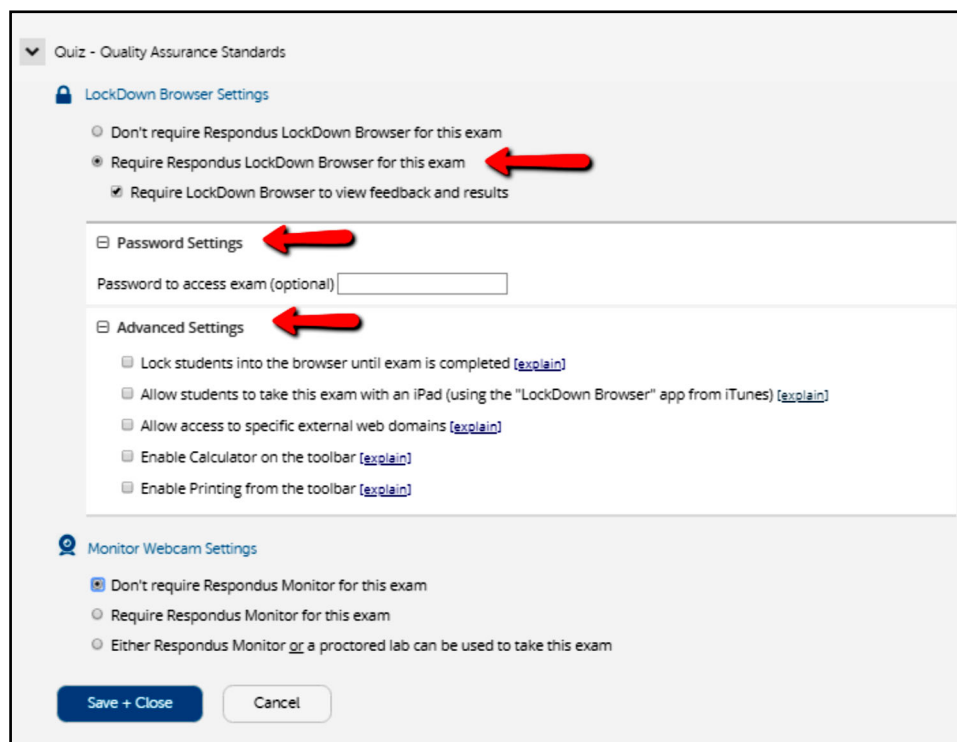 Quiz - Quality Assurance Standards
LockDown Browser Settings
Don't require Respondus LockDown Browser for this exam
Require Respondus LockDown Browser for this exam
Require LockDown Browser to view feedback and results
Password Settings
Password to access exam (optional)
Advanced Settings
Lock students into the browser until exam is completed [explain]
Allow students to take this exam with an iPad (using the "LockDown Browser" app from iTunes) [explain]
Allow access to specific external web domains [explain]
Enable Calculator on the toolbar [explain]
Enable Printing from the toolbar [explain]
Monitor Webcam Settings
Don't require Respondus Monitor for this exam
Require Respondus Monitor for this exam
Either Respondus Monitor or a proctored lab can be used to take this exam
Save + Close Cancel